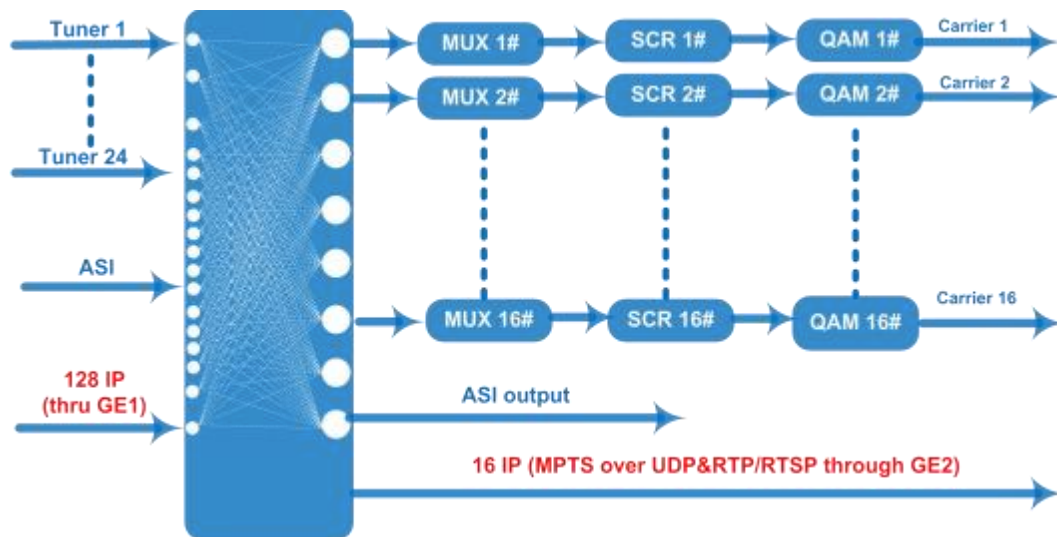 Tuner 1
MUX 1#
SCR 1#
QAM 1#
Carrier 1
MUX 2#
SCR 2#
QAM 2#
Carrier 2
Tuner 24
ASI
MUX 16#
SCR 16#
QAM 16#
Carrier 16
128 IP
(thru GE1)
ASI output
16 IP (MPTS over UDP&RTP/RTSP through GE2)